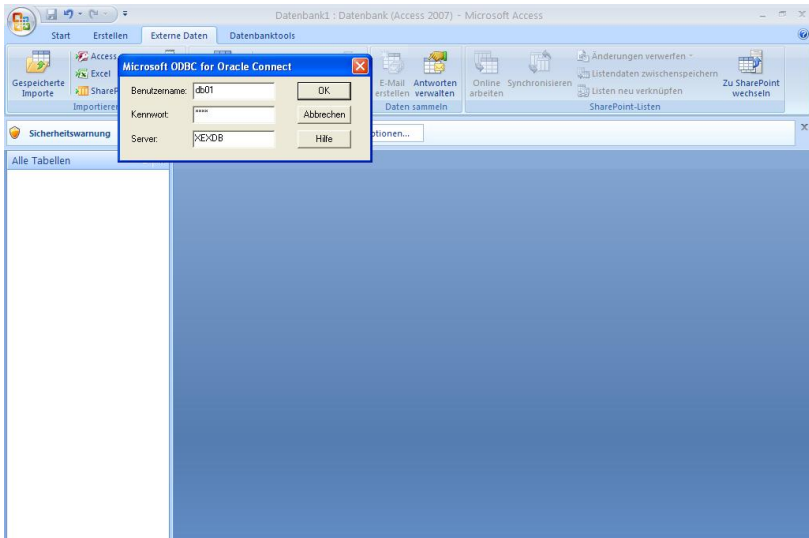 Datenbank1 : Datenbank (Access 2007) - Microsoft Access
Start Erstellen Externe Daten Datenbanktools
Access
Excel
ShareP
Gespeicherte
Importe
Importieren
Microsoft ODBC for Oracle Connect
Benutzername: db01 OK
Kennwort: **** Abbrechen
Server: XEXDB Hilfe
E-Mail
erstellen
Antworten
verwalten
Daten sammeln
Online
arbeiten
Synchronisieren
Änderungen verwerfen
Listendaten zwischenspeichern
Listen neu verknüpfen
Zu SharePoint
wechseln
SharePoint-Listen
Sicherheitswarnung
tionen...
Alle Tabellen